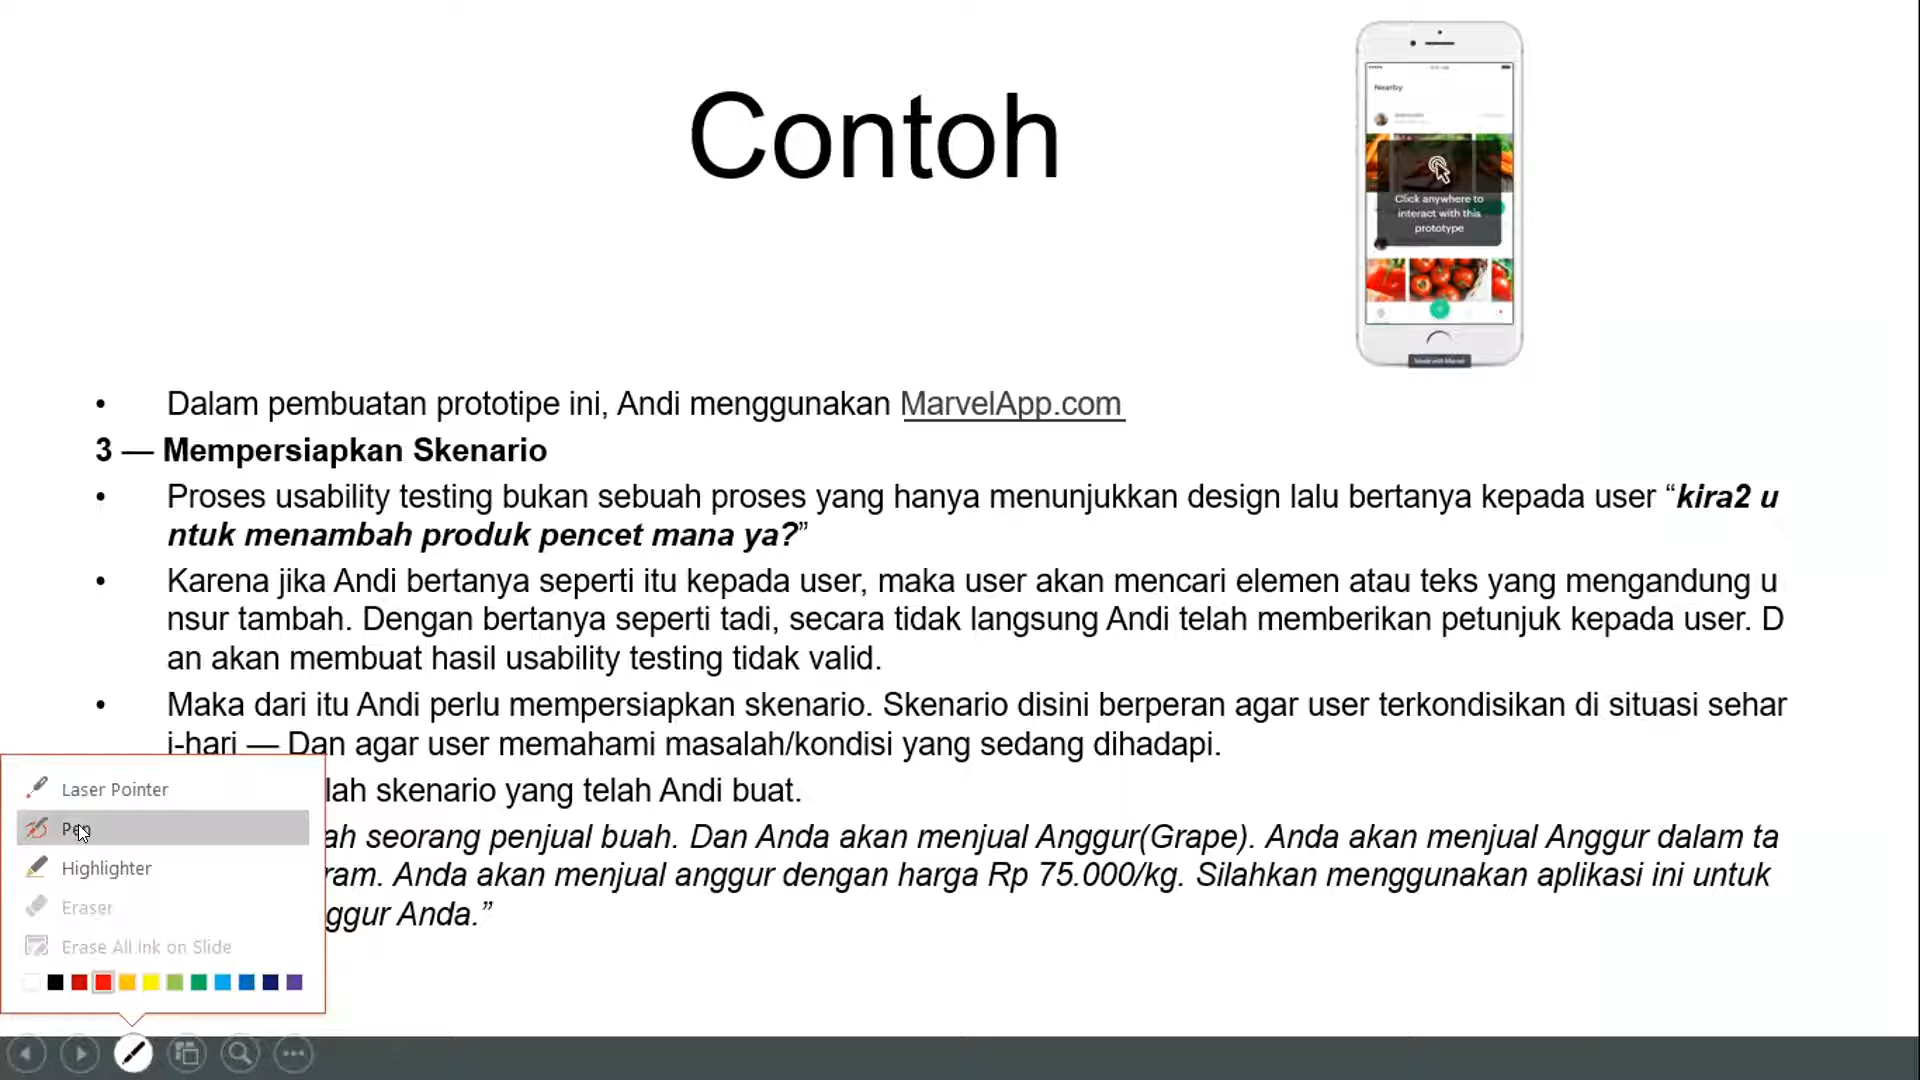 Contoh
Nearby
Click anywhere to
interact with this
prototype
• Dalam pembuatan prototipe ini, Andi menggunakan MarvelApp.com
3 — Mempersiapkan Skenario
• Proses usability testing bukan sebuah proses yang hanya menunjukkan design lalu bertanya kepada user “kira2 u
ntuk menambah produk pencet mana ya?”
• Karena jika Andi bertanya seperti itu kepada user, maka user akan mencari elemen atau teks yang mengandung u
nsur tambah. Dengan bertanya seperti tadi, secara tidak langsung Andi telah memberikan petunjuk kepada user. D
an akan membuat hasil usability testing tidak valid.
• Maka dari itu Andi perlu mempersiapkan skenario. Skenario disini berperan agar user terkondisikan di situasi sehar
i-hari — Dan agar user memahami masalah/kondisi yang sedang dihadapi.
lah skenario yang telah Andi buat.
ah seorang penjual buah. Dan Anda akan menjual Anggur(Grape). Anda akan menjual Anggur dalam ta
ram. Anda akan menjual anggur dengan harga Rp 75.000/kg. Silahkan menggunakan aplikasi ini untuk
ggur Anda.”
Laser Pointer
Pen
Highlighter
Eraser
Erase All Ink on Slide